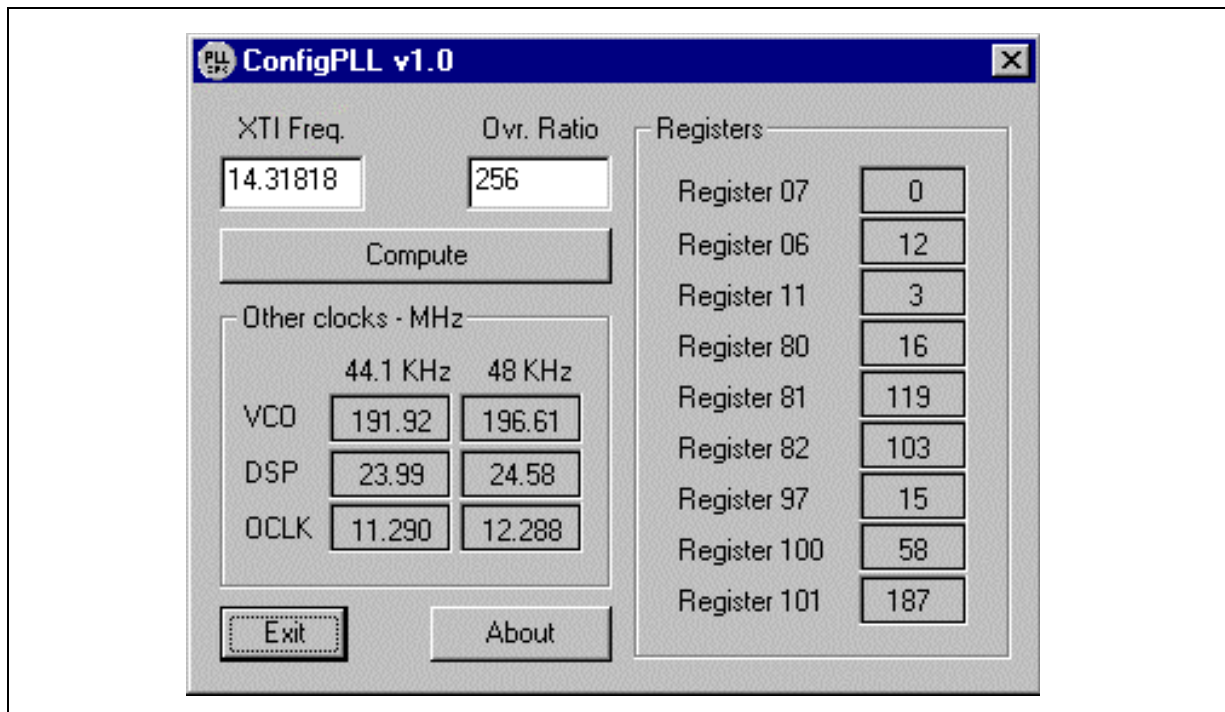 ConfigPLL v1.0
XTI Freq. Ovr. Ratio
14.31818 256
Compute
Other clocks - MHz
44.1 KHz 48 KHz
VCO 191.92 196.61
DSP 23.99 24.58
OCLK 11.290 12.288
Exit About
Registers
Register 07 0
Register 06 12
Register 11 3
Register 80 16
Register 81 119
Register 82 103
Register 97 15
Register 100 58
Register 101 187